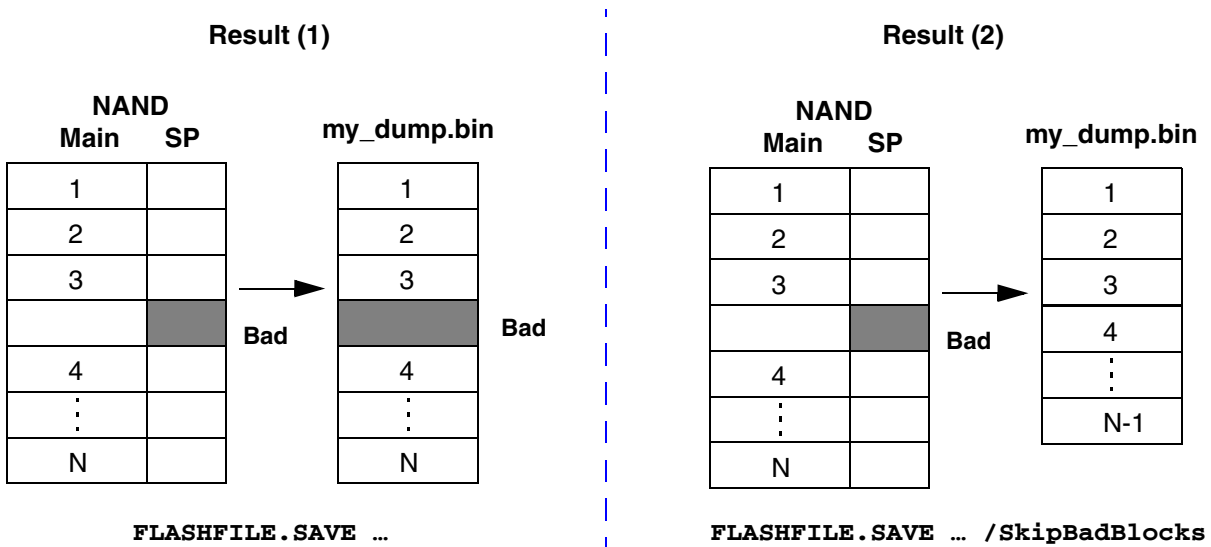 Result (1)
NAND
Main SP
my_dump.bin
1
1
2
2
3
3
Bad
Bad
4
4
N
N
FLASHFILE.SAVE …
Result (2)
NAND
Main SP
my_dump.bin
1
1
2
2
3
3
Bad
4
4
N-1
N
FLASHFILE.SAVE … /SkipBadBlocks